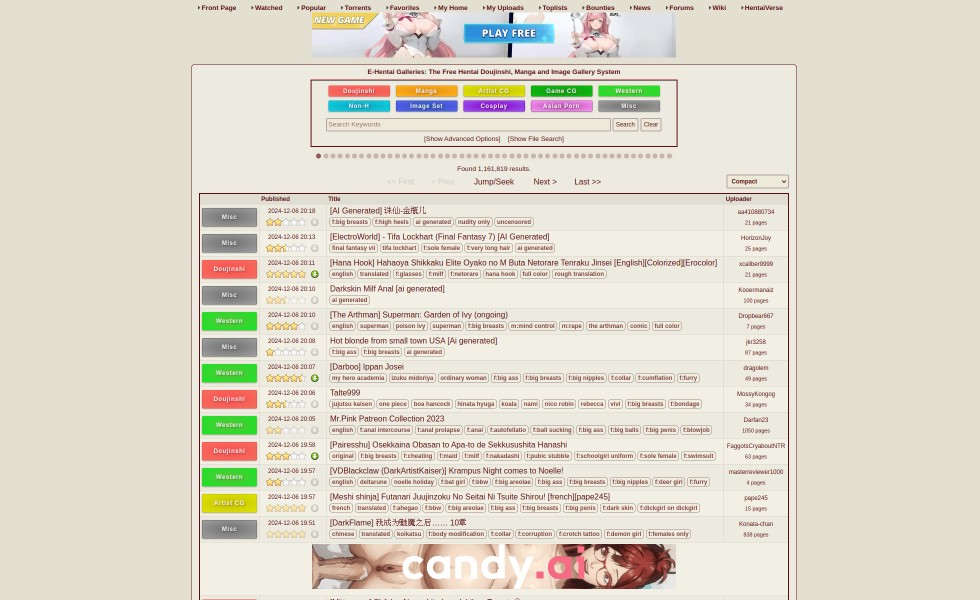 Front Page Watched Popular Torrents Favorites My Home My Uploads Toplists Bounties News Forums Wiki HentaiVerse
NEW GAME
PLAY FREE
E-Hentai Galleries: The Free Hentai Doujinshi, Manga and Image Gallery System
Doujinshi Manga Artist CG Game CG Western
Non-H Image Set Cosplay Asian Porn Misc
Search Keywords Search Clear
[Show Advanced Options] [Show File Search]
Found 1,161,819 results.
<< First < Prev Jump/Seek Next > Last >> Compact
Published Title Uploader
Misc 2024-12-06 20:18 [AI Generated] 珠仙-金瓶儿 aa410880734
f:big breasts f:high heels ai generated nudity only uncensored 21 pages
Misc 2024-12-06 20:13 [ElectroWorld] - Tifa Lockhart (Final Fantasy 7) [AI Generated] HorizonJoy
final fantasy vii tifa lockhart f:sole female f:very long hair ai generated 25 pages
Doujinshi 2024-12-06 20:11 [Hana Hook] Hahaoya Shikkaku Elite Oyako no M Buta Netorare Tenraku Jinsei [English][Colorized][Erocolor] xcaliber9999
english translated f:glasses f:milf f:netorare hana hook full color rough translation 21 pages
Misc 2024-12-06 20:10 Darkskin Milf Anal [ai generated] Kooermanaiz
ai generated 100 pages
Western 2024-12-06 20:10 [The Arthman] Superman: Garden of Ivy (ongoing) Dropbear667
english superman poison ivy superman f:big breasts m:mind control m:rape the arthman comic full color 7 pages
Misc 2024-12-06 20:08 Hot blonde from small town USA [Ai generated] jkr3258
f:big ass f:big breasts ai generated 87 pages
Western 2024-12-06 20:07 [Darboo] Ippan Josei dragolem
my hero academia izuku midoriya ordinary woman f:big ass f:big breasts f:big nipples f:collar f:cumflation f:furry 49 pages
Doujinshi 2024-12-06 20:06 Talte999 MossyKongog
jujutsu kaisen one piece boa hancock hinata hyuga koala nami nico robin rebecca vivi f:big breasts f:bondage 34 pages
Western 2024-12-06 20:05 Mr.Pink Patreon Collection 2023 Darfan23
english f:anal intercourse f:anal prolapse f:anal f:autofellatio f:ball sucking f:big ass f:big balls f:big penis f:blowjob 1050 pages
Doujinshi 2024-12-06 19:58 [Pairesshu] Osekkaina Obasan to Apa-to de Sekkusushita Hanashi FaggotsCryaboutNTR
original f:big breasts f:cheating f:maid f:milf f:nakadashi f:pubic stubble f:schoolgirl uniform f:sole female f:swimsuit 63 pages
Western 2024-12-06 19:57 [VDBlackclaw (DarkArtistKaiser)] Krampus Night comes to Noelle! masterreviewer1000
english deltarune noelle holiday f:bat girl f:bbw f:big areolae f:big ass f:big breasts f:big nipples f:deer girl f:furry 4 pages
Artist CG 2024-12-06 19:57 [Meshi shinja] Futanari Juujinzoku No Seitai Ni Tsuite Shirou! [french][pape245] pape245
french translated f:ahegao f:bbw f:big areolae f:big ass f:big breasts f:big penis f:dark skin f:dickgirl on dickgirl 15 pages
Misc 2024-12-06 19:51 [DarkFlame] 我成为魅魔之后…… 10章 Konata-chan
chinese translated koikatsu f:body modification f:collar f:corruption f:crotch tattoo f:demon girl f:females only 838 pages
candy.ai